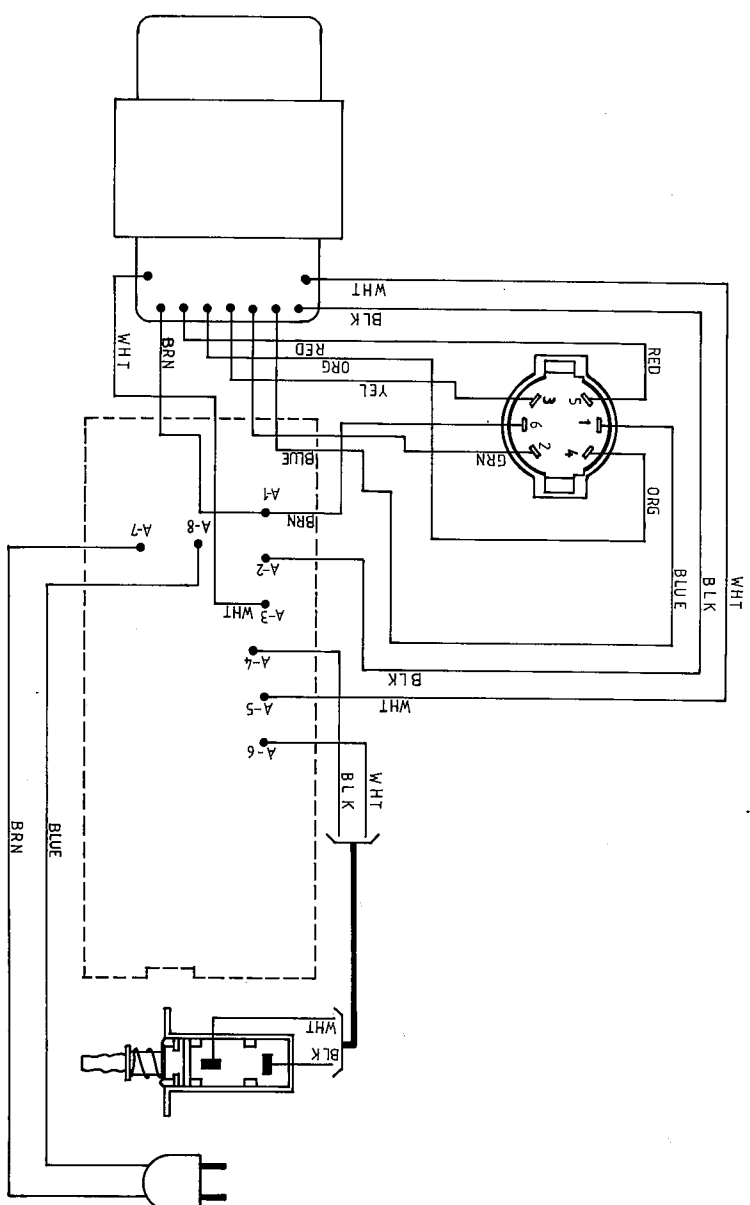 WHT
BLK
WHT
BRN
RED
ORG
YEL
RED
BLUE
GRN
5
3
1
6
4
2
ORG
A-1
BRN
A-8
A-7
A-2
A-3
WHT
A-4
BLK
A-5
WHT
A-6
BLUE
BLK
WHT
BLK
WHT
BRN
BLUE
WHT
BLK